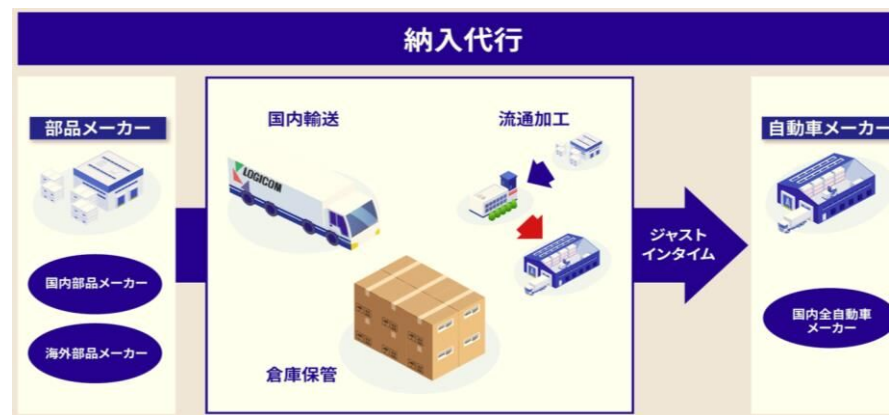 納入代行
部品メーカー
国内部品メーカー
海外部品メーカー
国内輸送
LOGICOM
流通加工
倉庫保管
ジャスト
インタイム
自動車メーカー
国内全自動車
メーカー